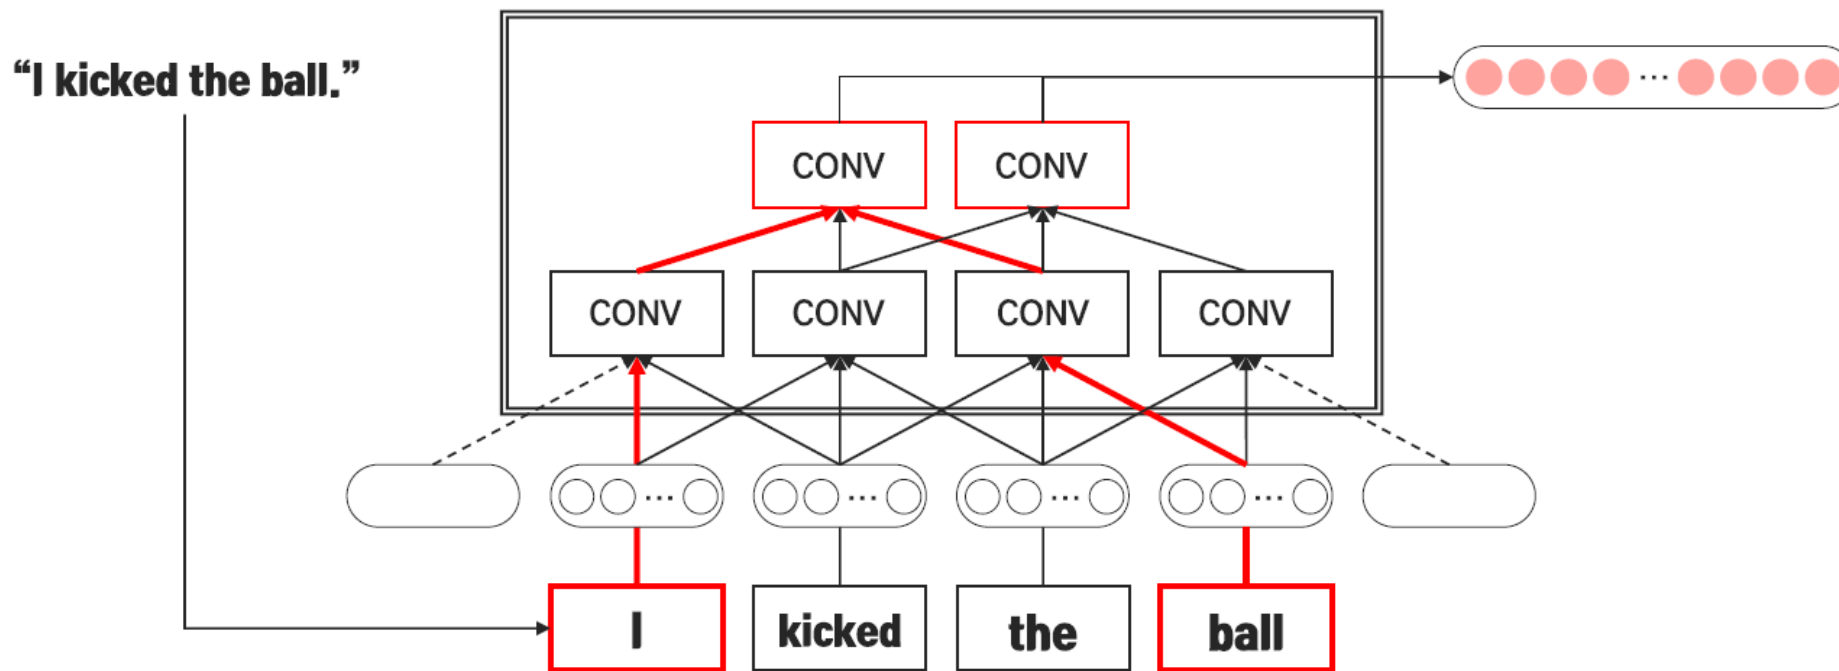 “I kicked the ball.”
...
CONV CONV
CONV CONV CONV CONV
... ... ... ...
I kicked the ball